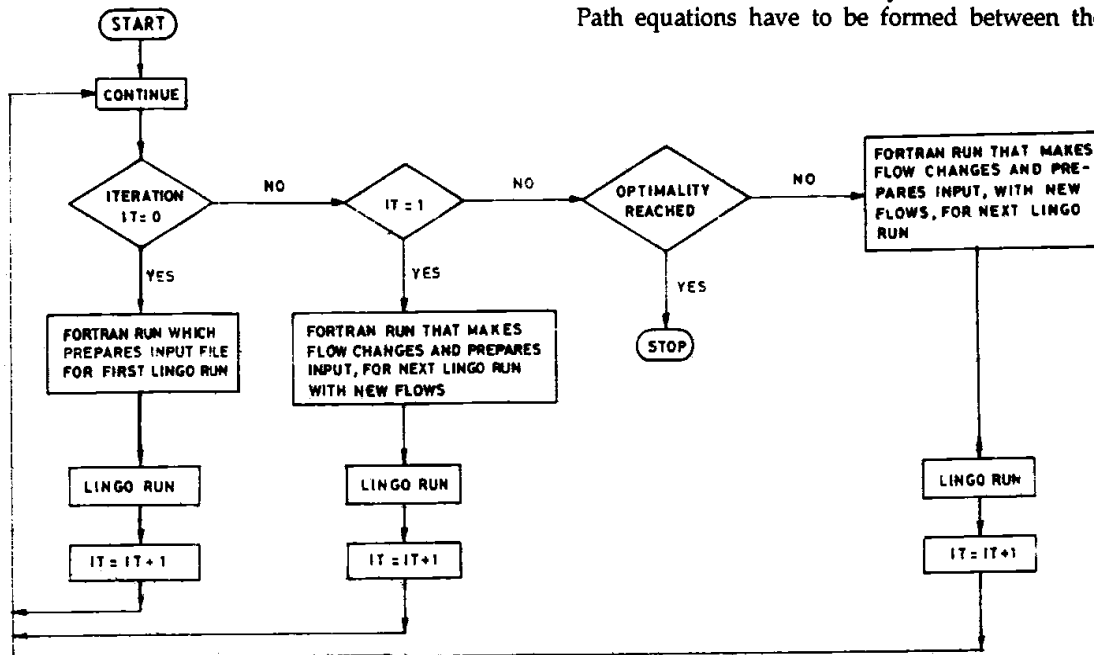 Path equations have to be formed between the
START
CONTINUE
ITERATION
IT = 0
NO
YES
IT = 1
NO
YES
OPTIMALITY
REACHED
NO
YES
STOP
FORTRAN RUN THAT MAKES
FLOW CHANGES AND PRE-
PARES INPUT, WITH NEW
FLOWS, FOR NEXT LINGO
RUN
FORTRAN RUN WHICH
PREPARES INPUT FILE
FOR FIRST LINGO RUN
FORTRAN RUN THAT MAKES
FLOW CHANGES AND PREPARES
INPUT, FOR NEXT LINGO RUN
WITH NEW FLOWS
LINGO RUN
LINGO RUN
LINGO RUN
IT = IT + 1
IT = IT+1
IT = IT+1